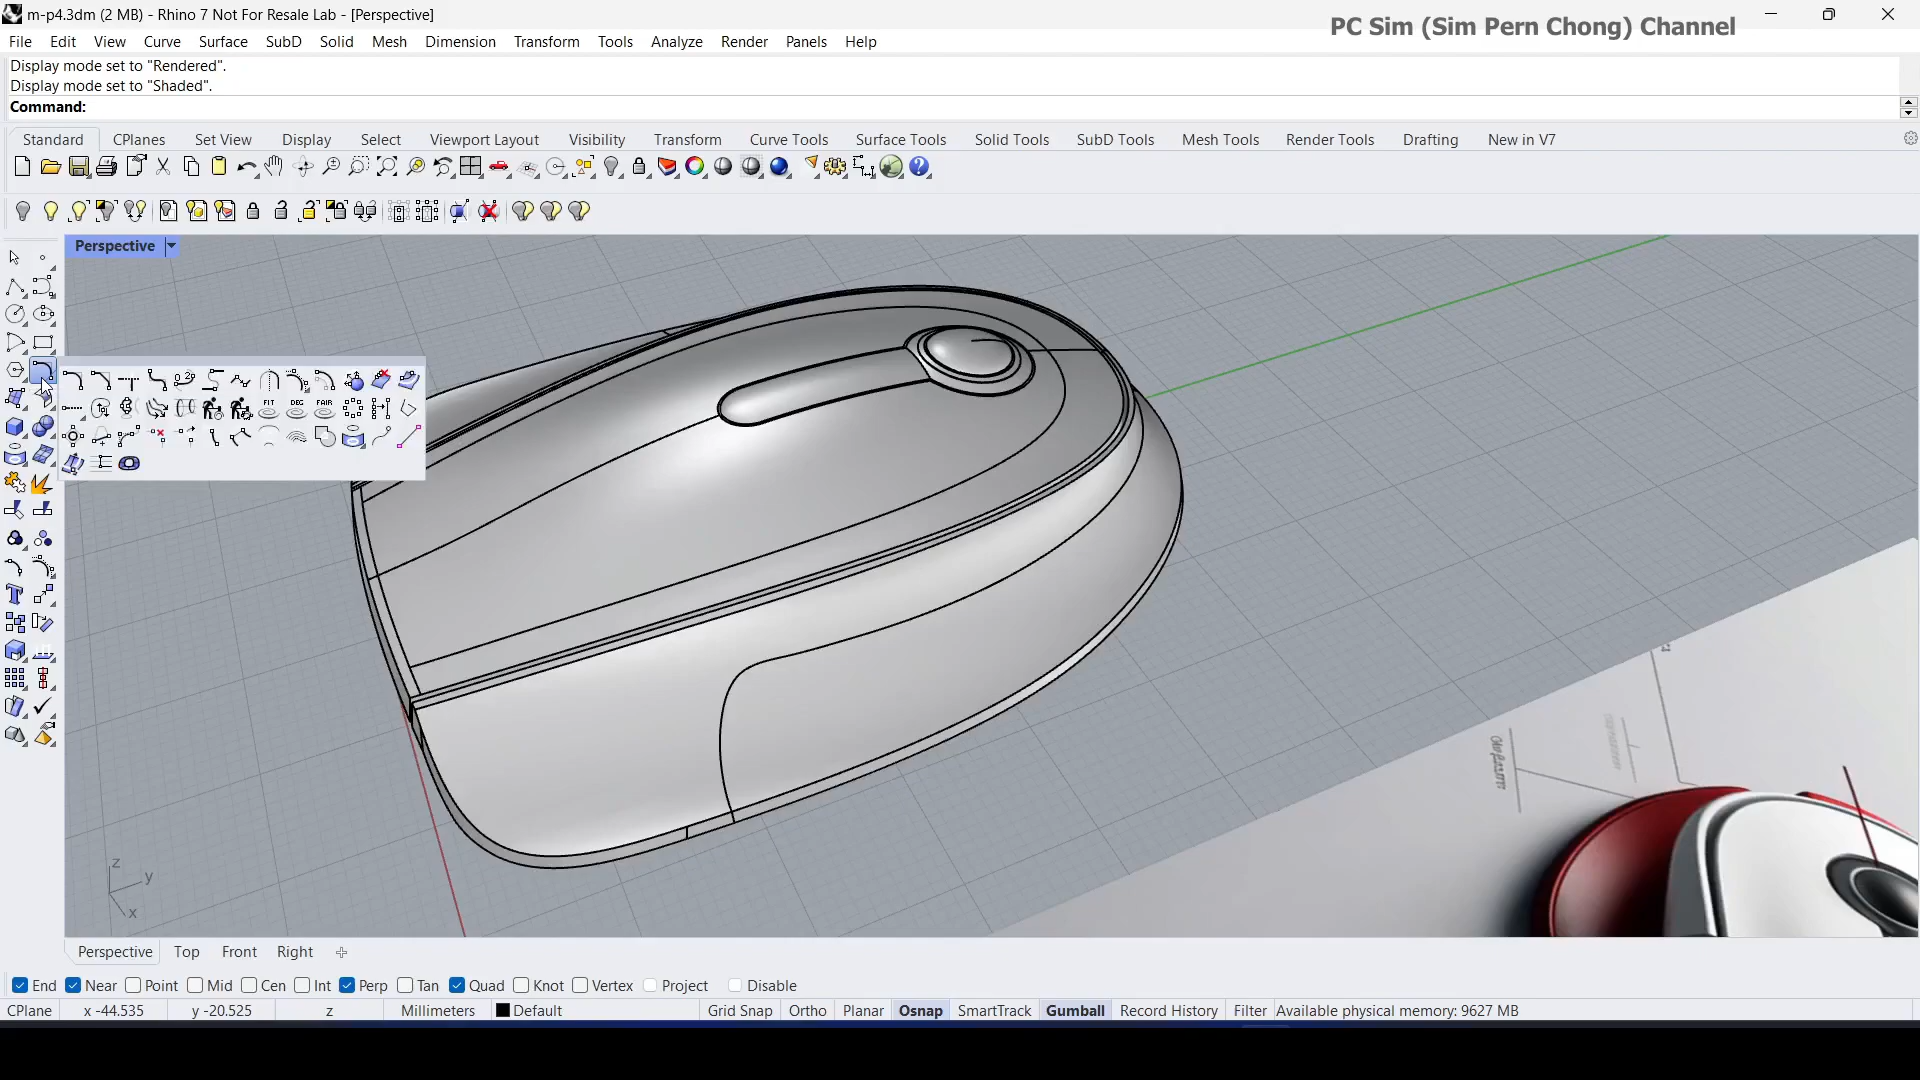 m-p4.3dm (2 MB) - Rhino 7 Not For Resale Lab - [Perspective]
PC Sim (Sim Pern Chong) Channel
File Edit View Curve Surface SubD Solid Mesh Dimension Transform Tools Analyze Render Panels Help
Display mode set to "Rendered".
Display mode set to "Shaded".
Command:
Standard CPlanes Set View Display Select Viewport Layout Visibility Transform Curve Tools Surface Tools Solid Tools SubD Tools Mesh Tools Render Tools Drafting New in V7
Perspective
FIT DEG FAIR
z
y
x
Perspective Top Front Right
End Near Point Mid Cen Int Perp Tan Quad Knot Vertex Project Disable
CPlane x -44.535 y -20.525 z Millimeters Default Grid Snap Ortho Planar Osnap SmartTrack Gumball Record History Filter Available physical memory: 9627 MB